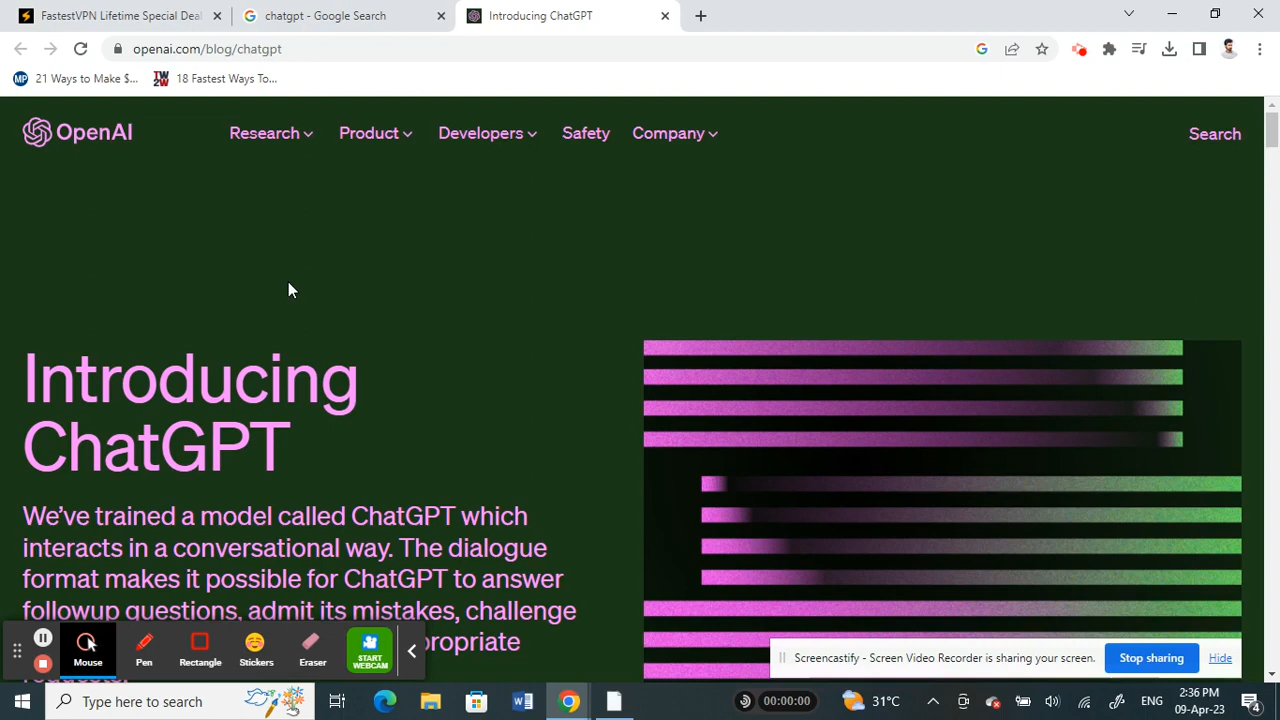 FastestVPN Lifetime Special Deal
chatgpt - Google Search
Introducing ChatGPT
openai.com/blog/chatgpt
MP 21 Ways to Make $...
TW2W 18 Fastest Ways To...
OpenAI
Research
Product
Developers
Safety
Company
Search
Introducing
ChatGPT
We've trained a model called ChatGPT which
interacts in a conversational way. The dialogue
format makes it possible for ChatGPT to answer
followup questions, admit its mistakes, challenge
Mouse
Pen
Rectangle
Stickers
Eraser
START
WEBCAM
Screencastify - Screen Video Recorder is sharing your screen.
Stop sharing
Hide
Type here to search
00:00:00
31°C
ENG
2:36 PM
09-Apr-23
4